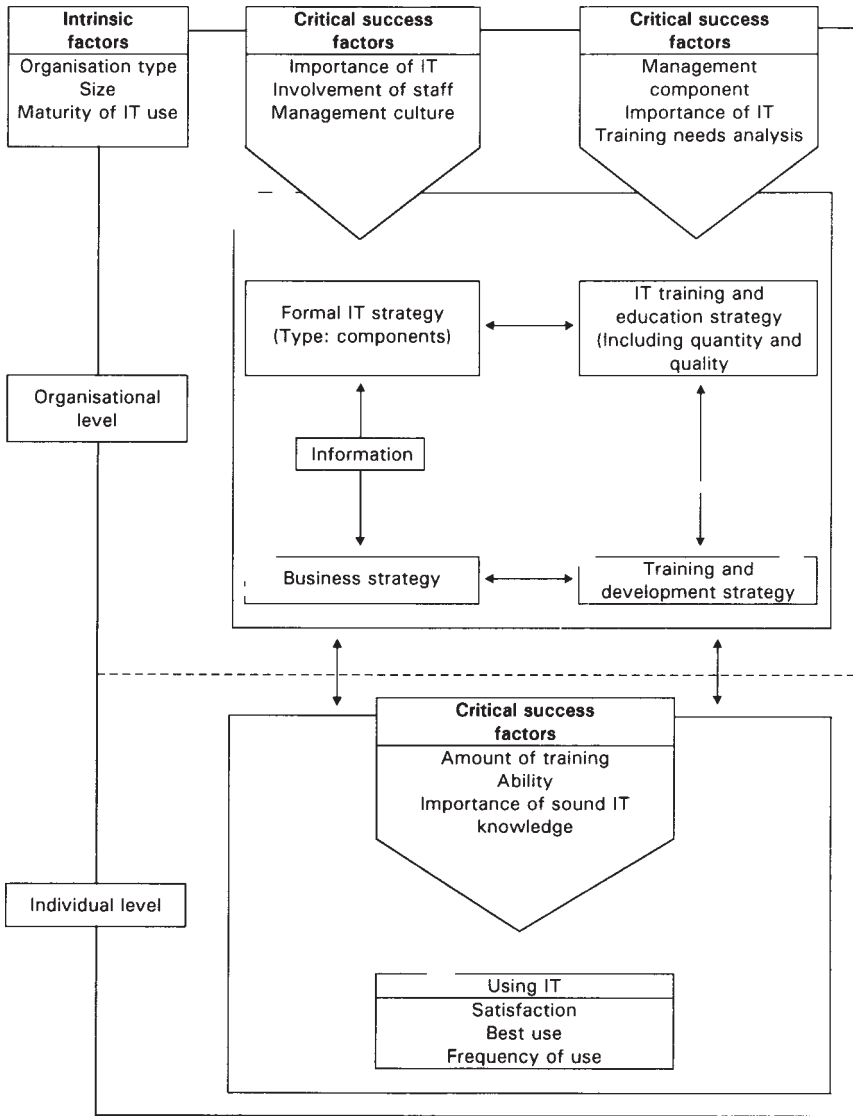 Intrinsic
factors
Organisation type
Size
Maturity of IT use
Critical success
factors
Importance of IT
Involvement of staff
Management culture
Critical success
factors
Management
component
Importance of IT
Training needs analysis
Formal IT strategy
(Type: components)
IT training and
education strategy
(Including quantity and
quality
Organisational
level
Information
Business strategy
Training and
development strategy
Critical success
factors
Amount of training
Ability
Importance of sound IT
knowledge
Individual level
Using IT
Satisfaction
Best use
Frequency of use